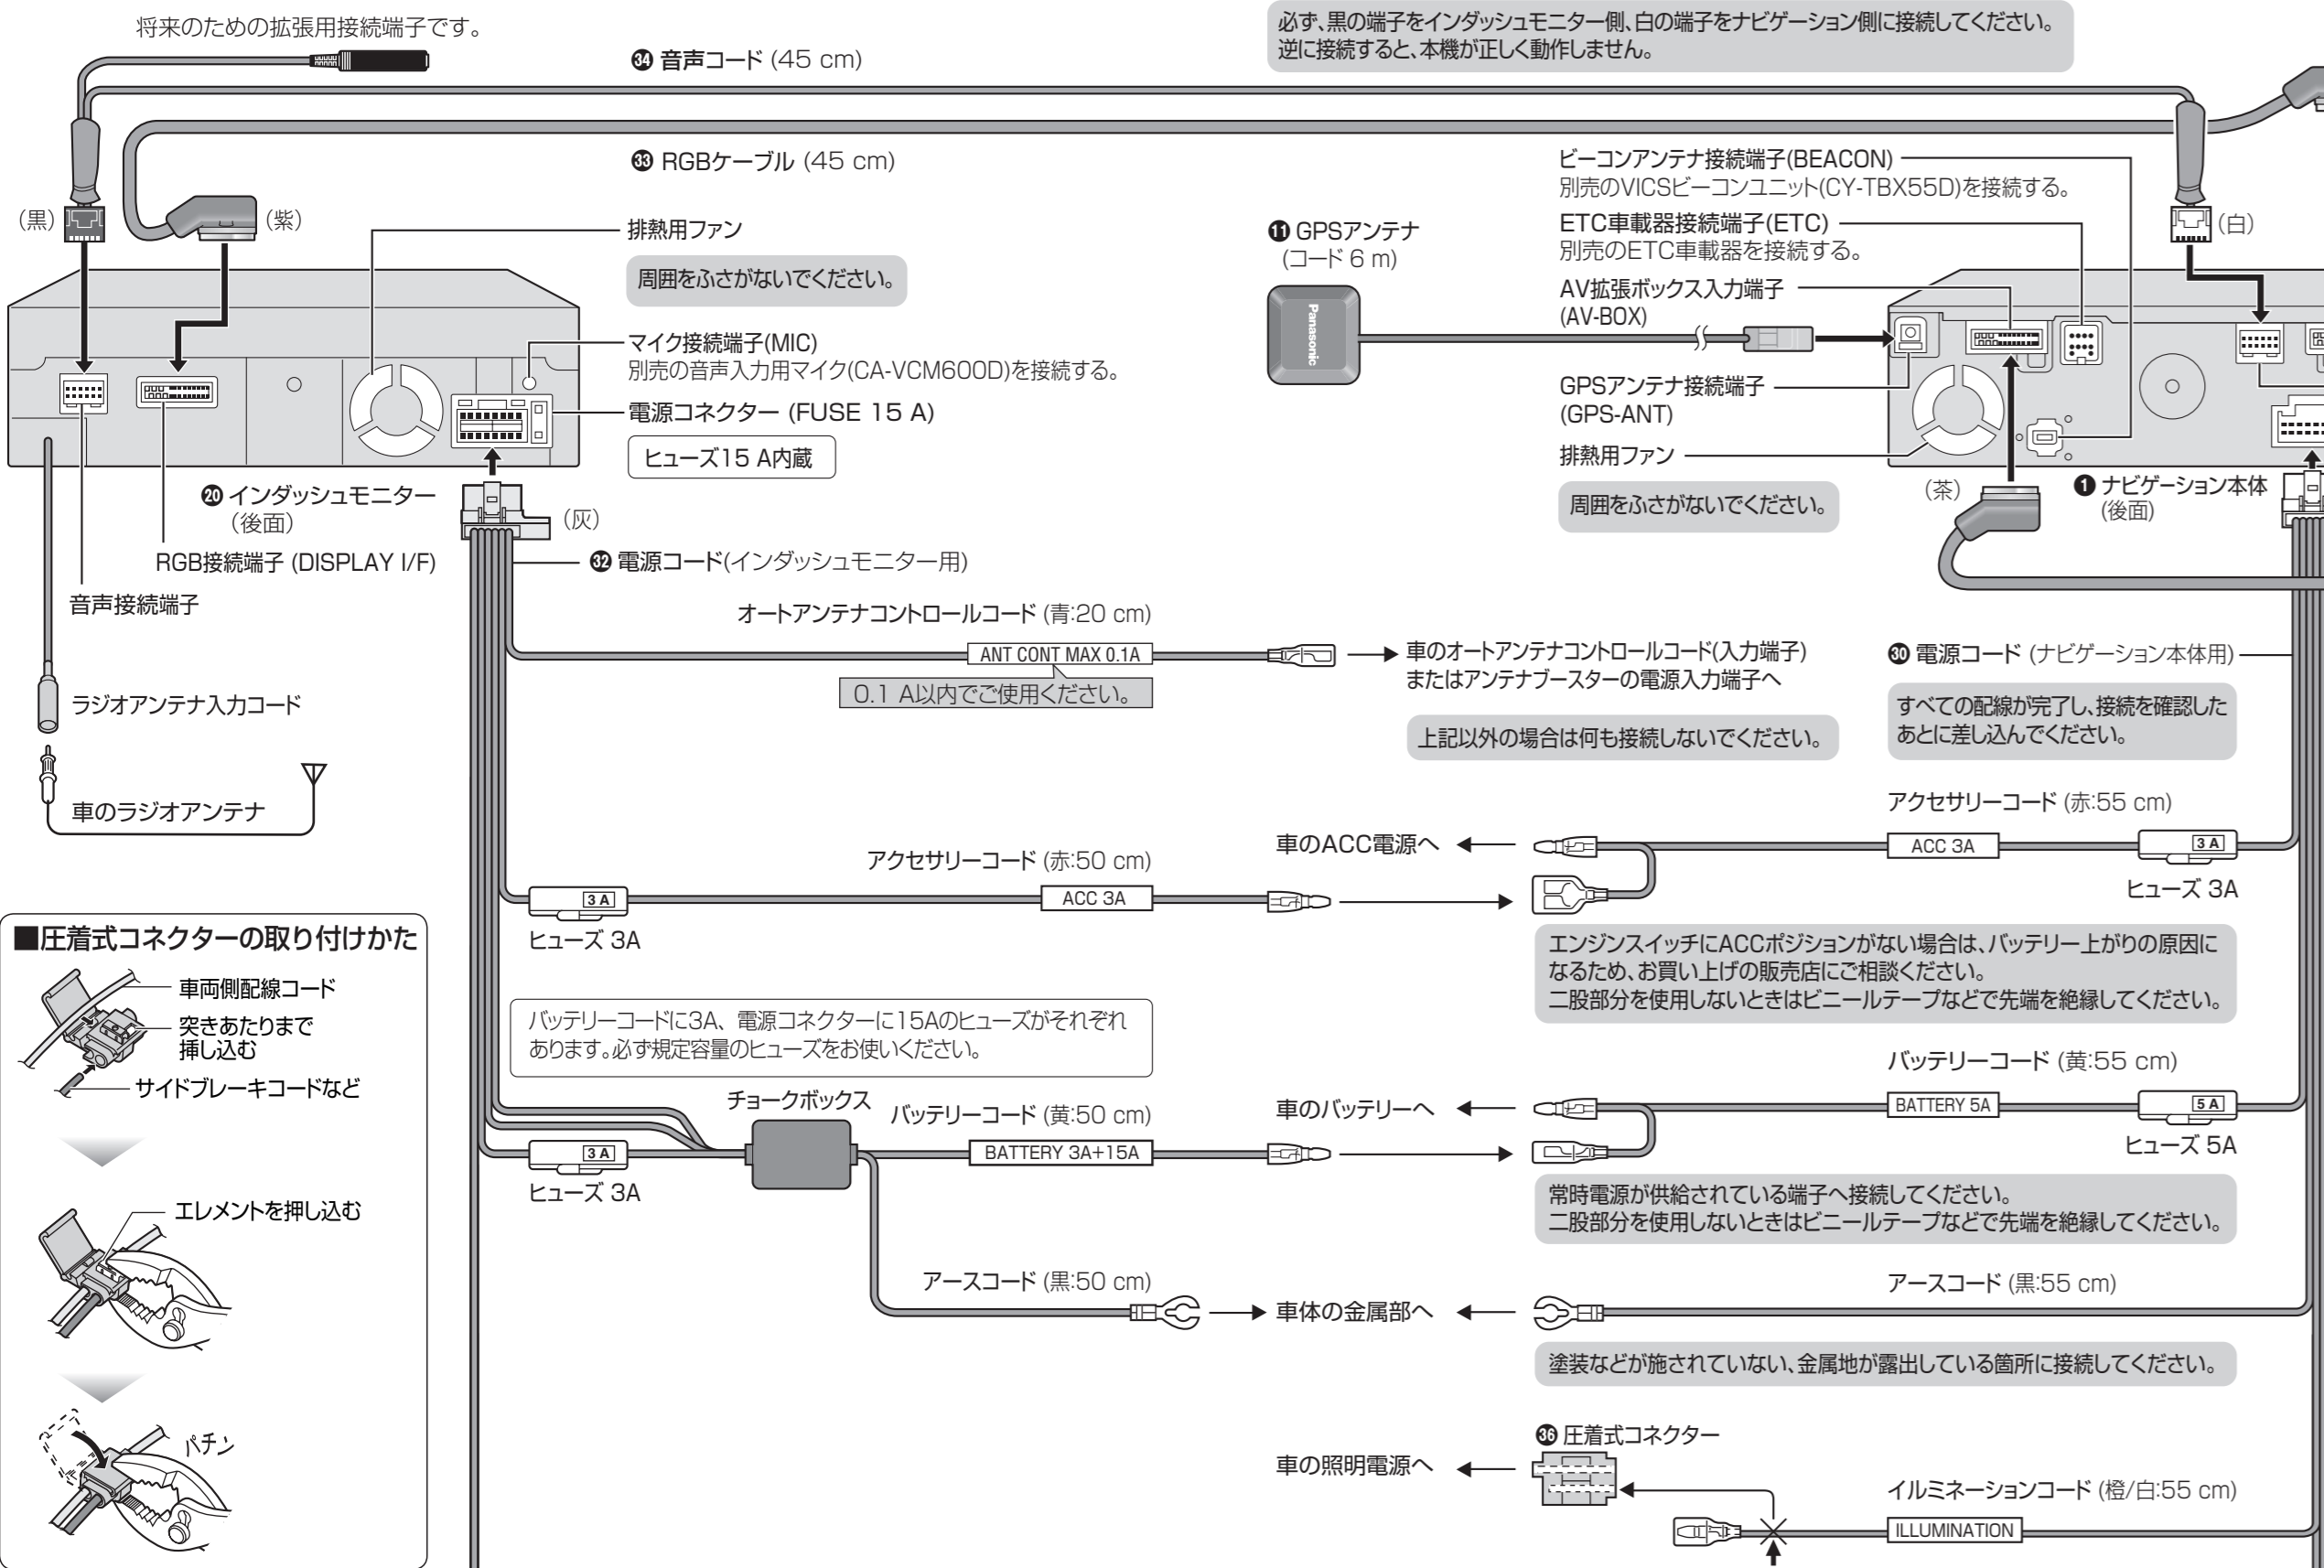 将来のための拡張用接続端子です。
㉞ 音声コード (45 cm)
必ず、黒の端子をインダッシュモニター側、白の端子をナビゲーション側に接続してください。
逆に接続すると、本機が正しく動作しません。
㉝ RGBケーブル (45 cm)
(黒)
(紫)
排熱用ファン
周囲をふさがないでください。
マイク接続端子(MIC)
別売の音声入力用マイク(CA-VCM600D)を接続する。
電源コネクター (FUSE 15 A)
ヒューズ15 A内蔵
⓴ インダッシュモニター
(後面)
RGB接続端子 (DISPLAY I/F)
音声接続端子
(灰)
㉜ 電源コード(インダッシュモニター用)
⓫ GPSアンテナ
(コード 6 m)
Panasonic
ビーコンアンテナ接続端子(BEACON)
別売のVICSビーコンユニット(CY-TBX55D)を接続する。
ETC車載器接続端子(ETC)
別売のETC車載器を接続する。
AV拡張ボックス入力端子
(AV-BOX)
GPSアンテナ接続端子
(GPS-ANT)
排熱用ファン
周囲をふさがないでください。
(白)
(茶)
❶ ナビゲーション本体
(後面)
オートアンテナコントロールコード (青:20 cm)
ANT CONT MAX 0.1A
0.1 A以内でご使用ください。
車のオートアンテナコントロールコード(入力端子)
またはアンテナブースターの電源入力端子へ
上記以外の場合は何も接続しないでください。
㉚ 電源コード (ナビゲーション本体用)
すべての配線が完了し、接続を確認した
あとに差し込んでください。
ラジオアンテナ入力コード
車のラジオアンテナ
アクセサリーコード (赤:50 cm)
3 A
ACC 3A
ヒューズ 3A
車のACC電源へ
アクセサリーコード (赤:55 cm)
ACC 3A
3 A
ヒューズ 3A
エンジンスイッチにACCポジションがない場合は、バッテリー上がりの原因に
なるため、お買い上げの販売店にご相談ください。
二股部分を使用しないときはビニールテープなどで先端を絶縁してください。
バッテリーコードに3A、電源コネクターに15Aのヒューズがそれぞれ
あります。必ず規定容量のヒューズをお使いください。
チョークボックス
バッテリーコード (黄:50 cm)
3 A
BATTERY 3A+15A
ヒューズ 3A
車のバッテリーへ
バッテリーコード (黄:55 cm)
BATTERY 5A
5 A
ヒューズ 5A
常時電源が供給されている端子へ接続してください。
二股部分を使用しないときはビニールテープなどで先端を絶縁してください。
アースコード (黒:50 cm)
車体の金属部へ
アースコード (黒:55 cm)
塗装などが施されていない、金属地が露出している箇所に接続してください。
㊱ 圧着式コネクター
車の照明電源へ
イルミネーションコード (橙/白:55 cm)
ILLUMINATION
■圧着式コネクターの取り付けかた
車両側配線コード
突きあたりまで
挿し込む
サイドブレーキコードなど
エレメントを押し込む
パチン